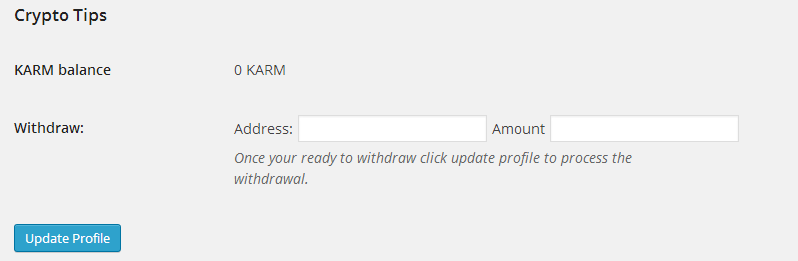 Crypto Tips
KARM balance 0 KARM
Withdraw: Address: Amount
Once your ready to withdraw click update profile to process the
withdrawal.
Update Profile